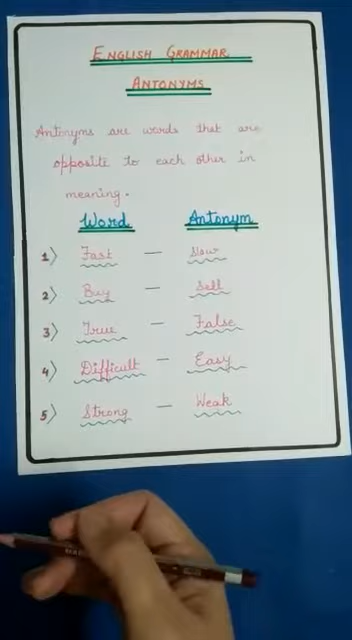 ENGLISH GRAMMAR
ANTONYMS
Antonyms are words that are
opposite to each other in
meaning.
Word Antonym
1) Fast — Slow
2) Buy — Sell
3) True — False
4) Difficult — Easy
5) Strong — Weak